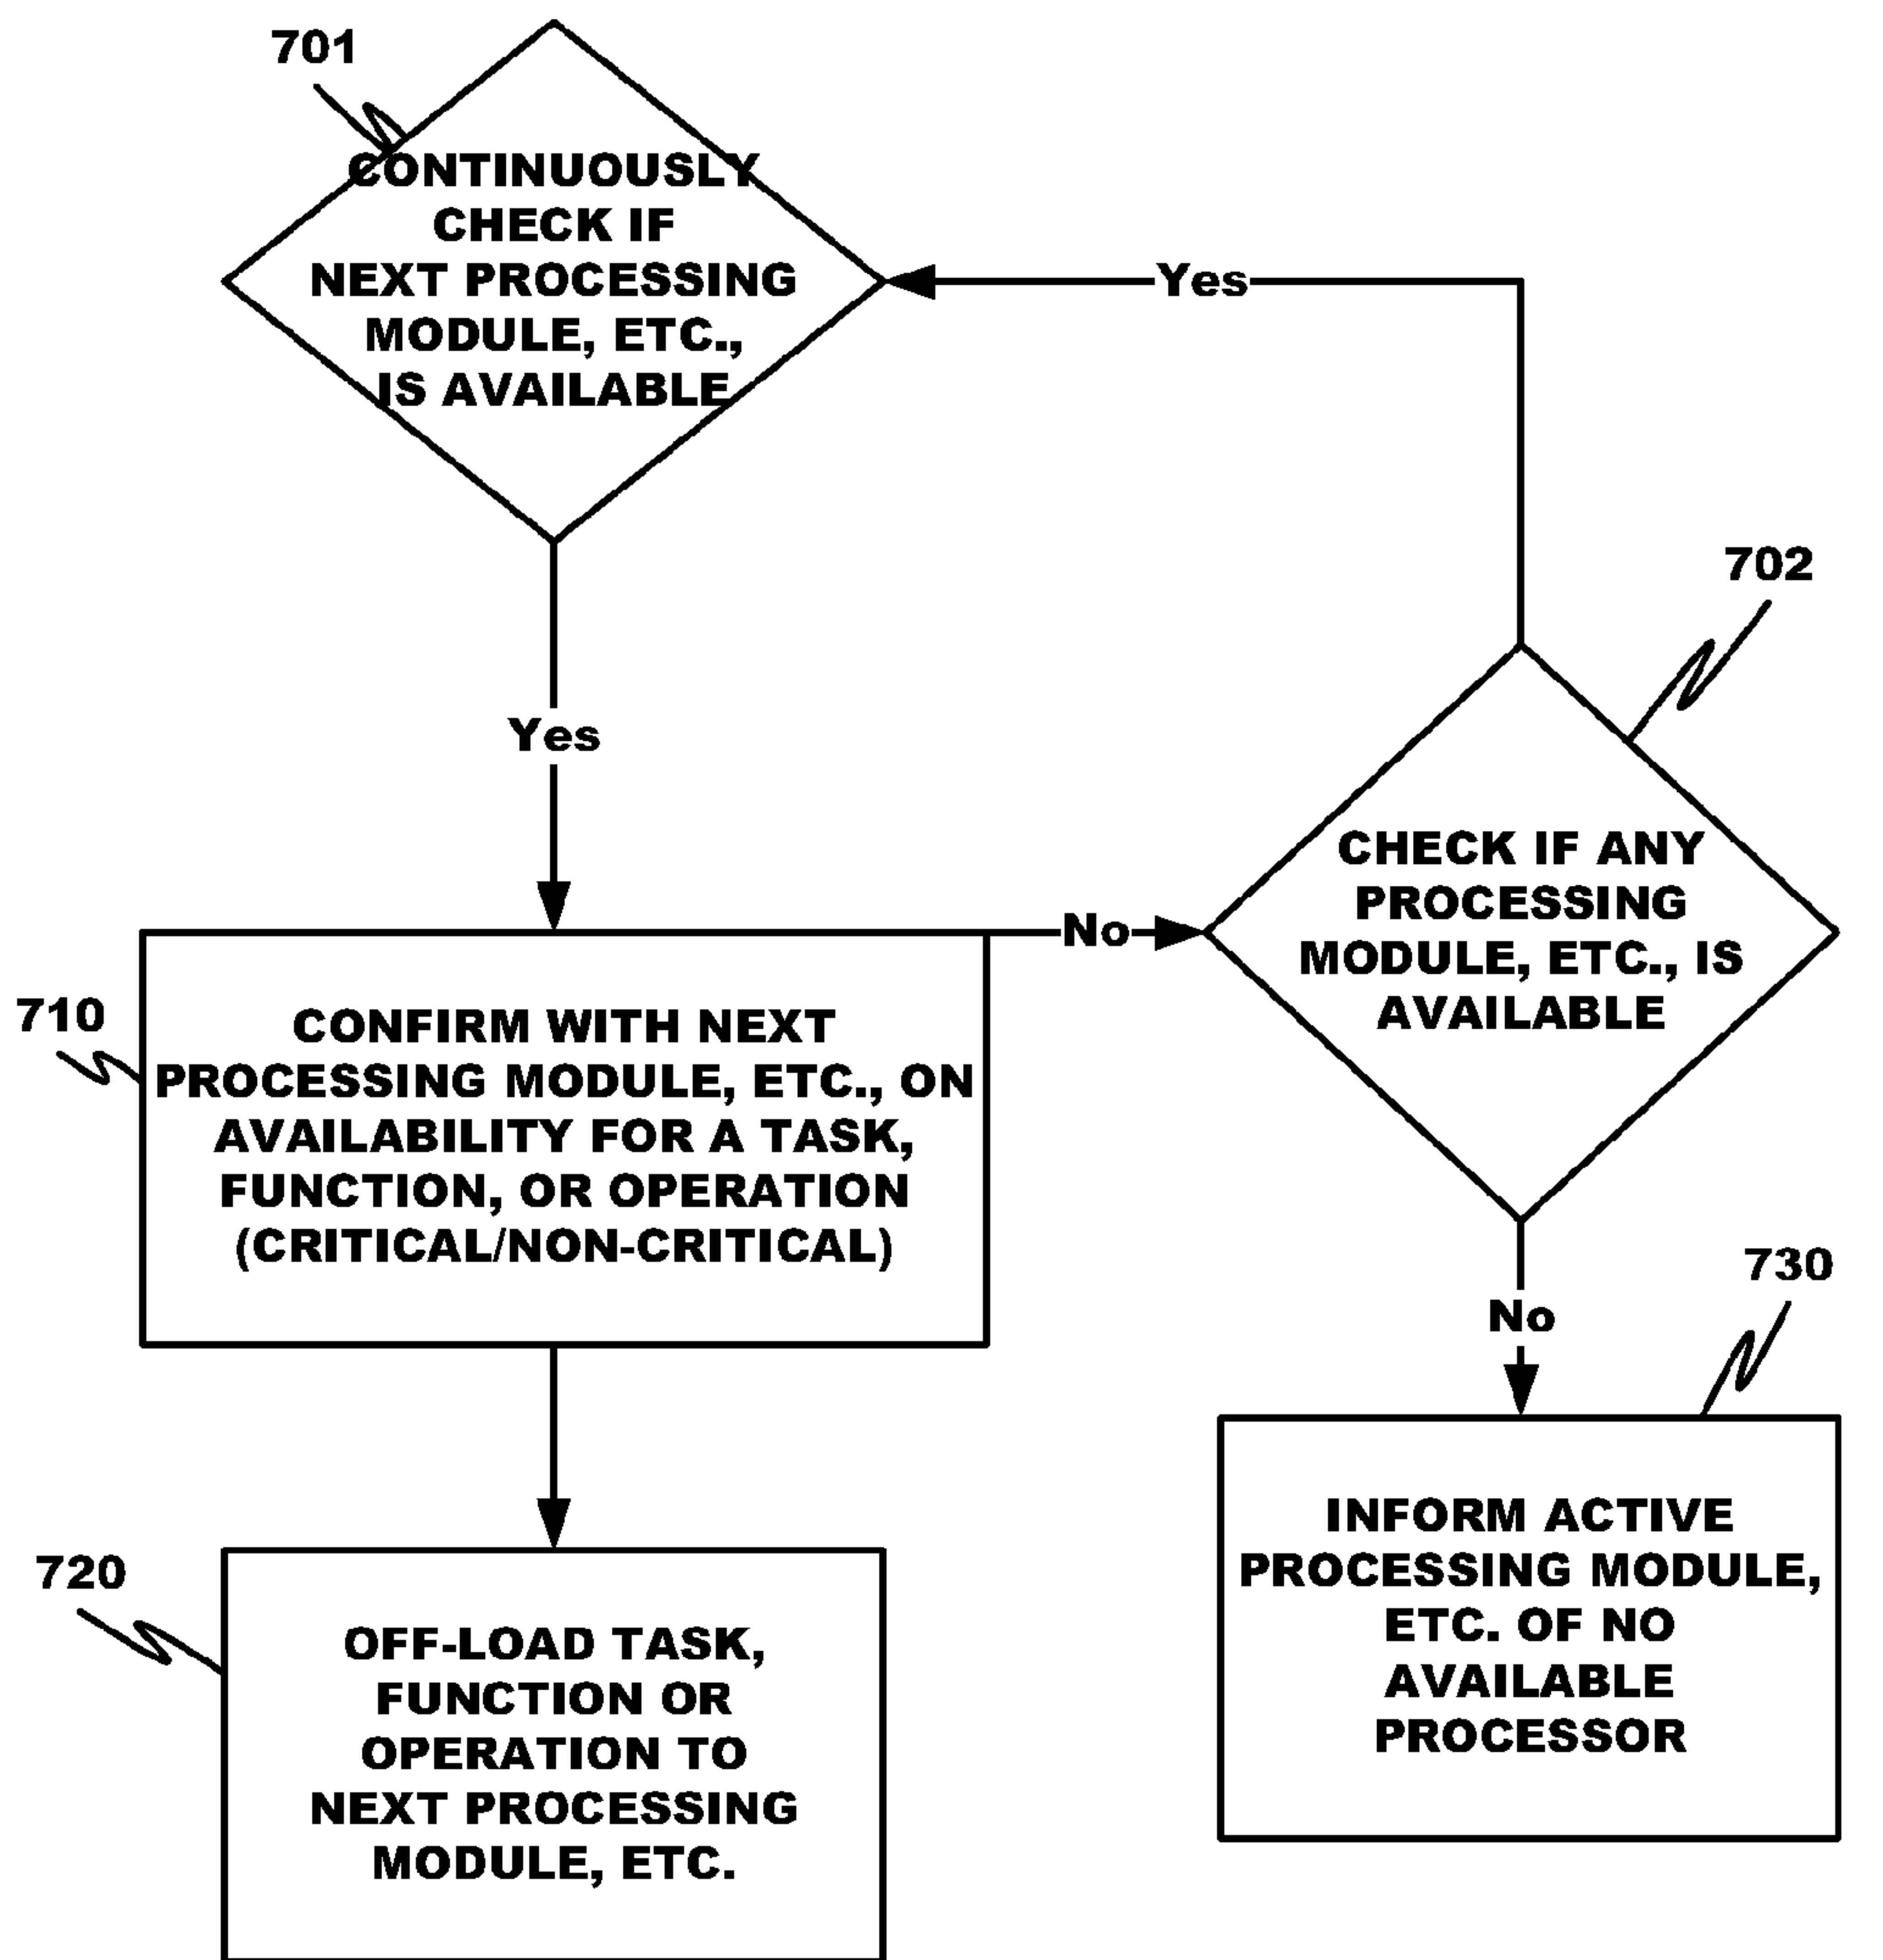 701
CONTINUOUSLY
CHECK IF
NEXT PROCESSING
MODULE, ETC.,
IS AVAILABLE
Yes
Yes
702
CHECK IF ANY
PROCESSING
MODULE, ETC., IS
AVAILABLE
No
710
CONFIRM WITH NEXT
PROCESSING MODULE, ETC., ON
AVAILABILITY FOR A TASK,
FUNCTION, OR OPERATION
(CRITICAL/NON-CRITICAL)
No
730
INFORM ACTIVE
PROCESSING MODULE,
ETC. OF NO
AVAILABLE
PROCESSOR
720
OFF-LOAD TASK,
FUNCTION OR
OPERATION TO
NEXT PROCESSING
MODULE, ETC.